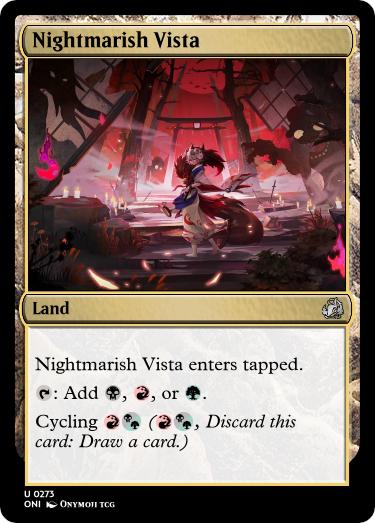 Nightmarish Vista
Land
Nightmarish Vista enters tapped.
: Add , , or .
Cycling ( , Discard this
card: Draw a card.)
U 0273
ONI Onymoji TCG